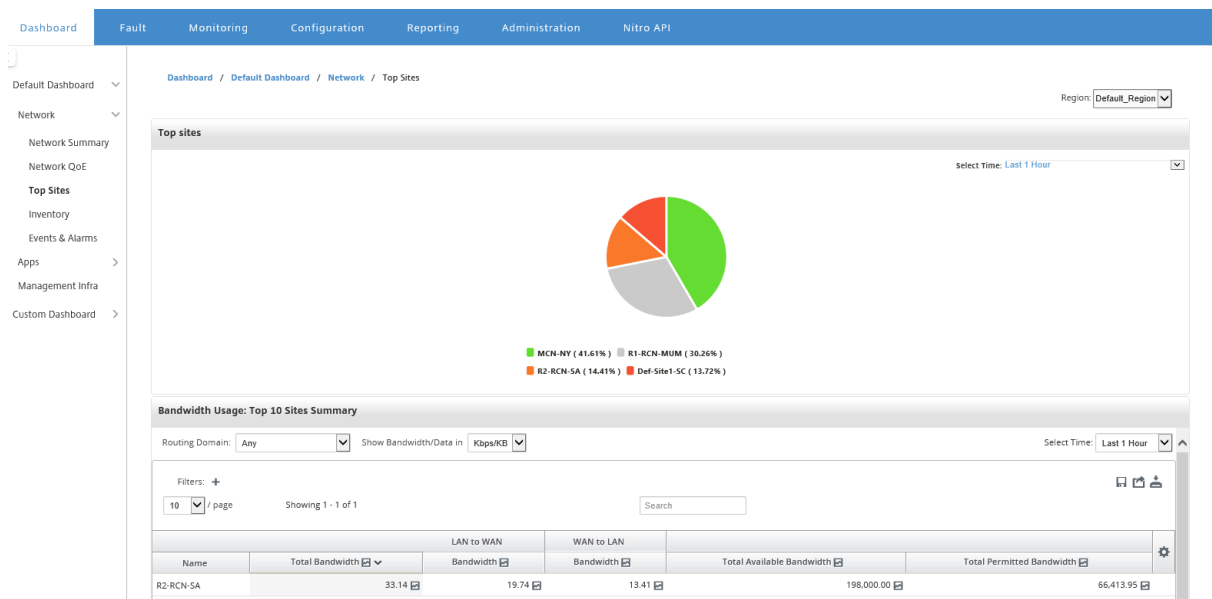 Dashboard Fault Monitoring Configuration Reporting Administration Nitro API
Dashboard / Default Dashboard / Network / Top Sites
Default Dashboard
Network
Network Summary
Network QoE
Top Sites
Inventory
Events & Alarms
Apps
Management Infra
Custom Dashboard
Region: Default_Region
Top sites
Select Time: Last 1 Hour
MCN-NY ( 41.61% ) R1-RCN-MUM ( 30.26% )
R2-RCN-SA ( 14.41% ) Def-Site1-SC ( 13.72% )
Bandwidth Usage: Top 10 Sites Summary
Routing Domain: Any Show Bandwidth/Data in Kbps/KB Select Time: Last 1 Hour
Filters: +
10 / page Showing 1 - 1 of 1 Search
LAN to WAN WAN to LAN
Name Total Bandwidth Bandwidth Bandwidth Total Available Bandwidth Total Permitted Bandwidth
R2-RCN-SA 33.14 19.74 13.41 198,000.00 66,413.95